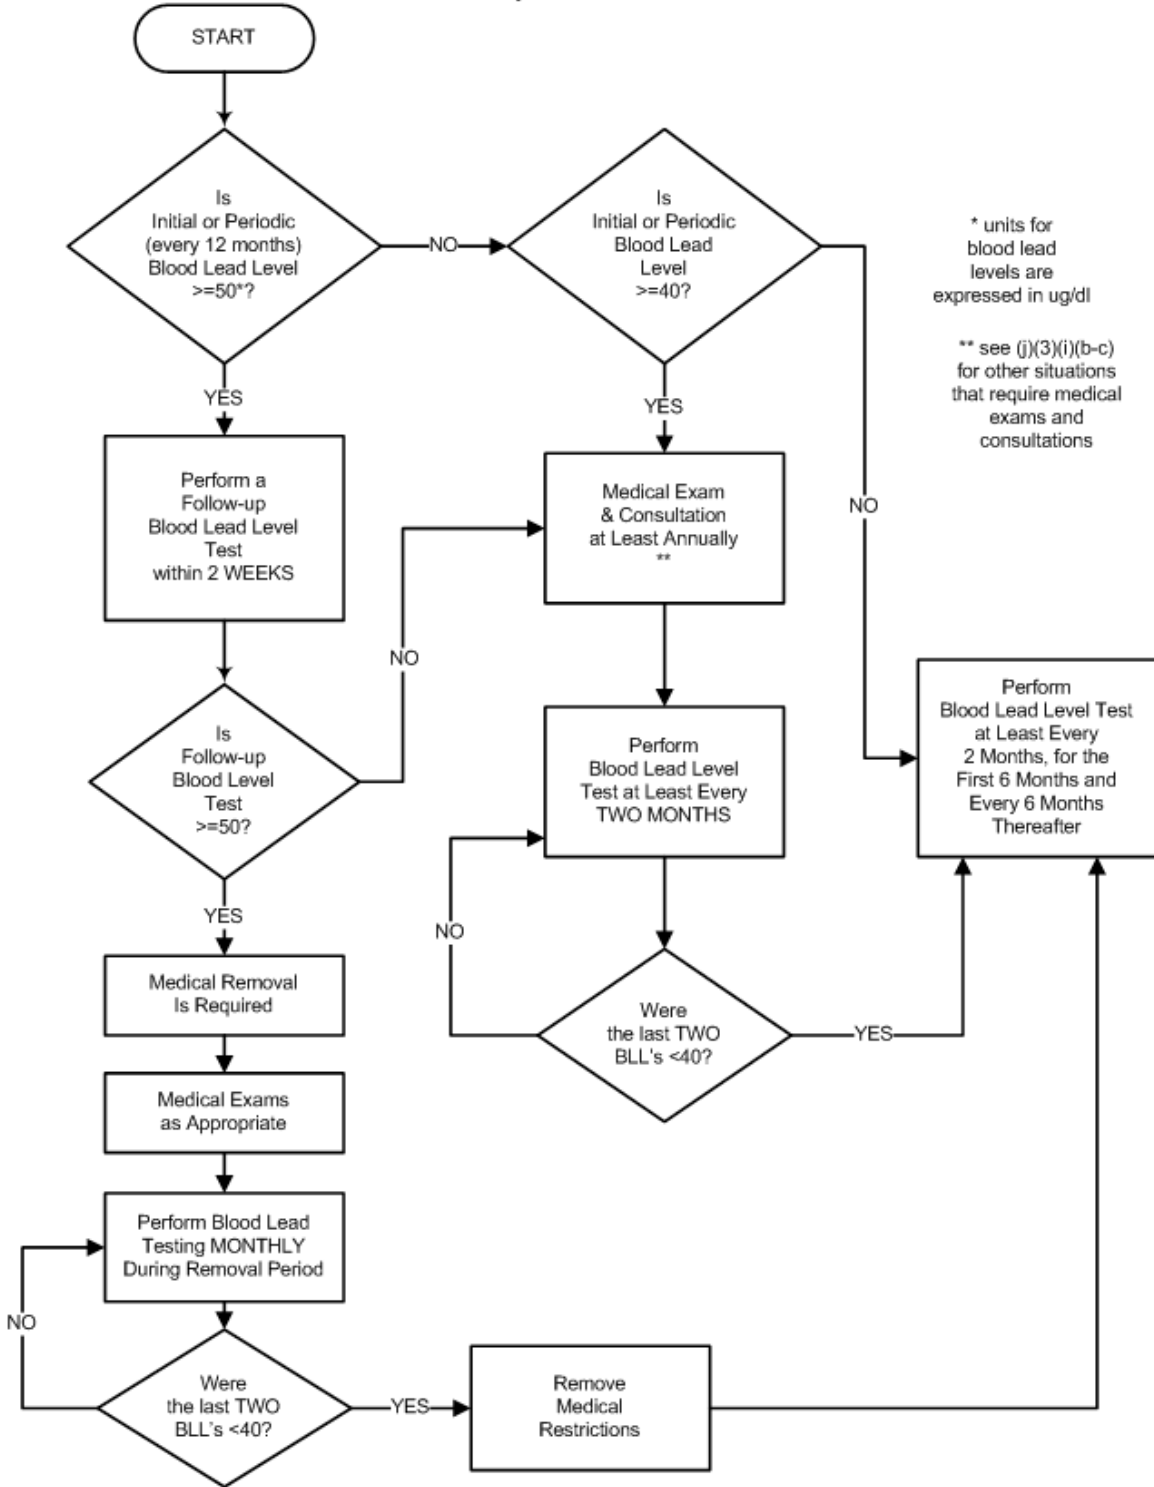 START
Is
Initial or Periodic
(every 12 months)
Blood Lead Level
>=50*?
NO
Is
Initial or Periodic
Blood Lead
Level
>=40?
* units for
blood lead
levels are
expressed in ug/dl
** see (j)(3)(i)(b-c)
for other situations
that require medical
exams and
consultations
YES
YES
NO
Perform a
Follow-up
Blood Lead Level
Test
within 2 WEEKS
Medical Exam
& Consultation
at Least Annually
**
NO
Is
Follow-up
Blood Level
Test
>=50?
Perform
Blood Lead Level
Test at Least Every
TWO MONTHS
Perform
Blood Lead Level Test
at Least Every
2 Months, for the
First 6 Months and
Every 6 Months
Thereafter
YES
NO
Were
the last TWO
BLL's <40?
YES
Medical Removal
Is Required
Medical Exams
as Appropriate
Perform Blood Lead
Testing MONTHLY
During Removal Period
NO
Were
the last TWO
BLL's <40?
YES
Remove
Medical
Restrictions